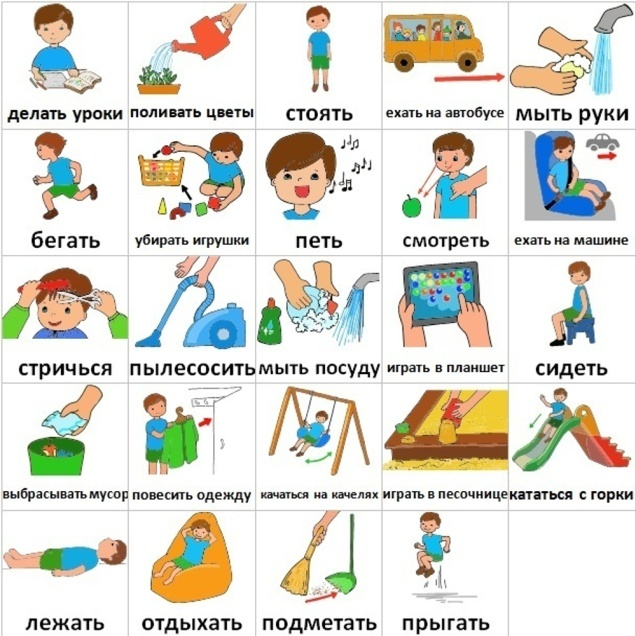 делать уроки
поливать цветы
стоять
ехать на автобусе
мыть руки
бегать
убирать игрушки
петь
смотреть
ехать на машине
стричься
пылесосить
мыть посуду
играть в планшет
сидеть
выбрасывать мусор
повесить одежду
качаться на качелях
играть в песочнице
кататься с горки
лежать
отдыхать
подметать
прыгать